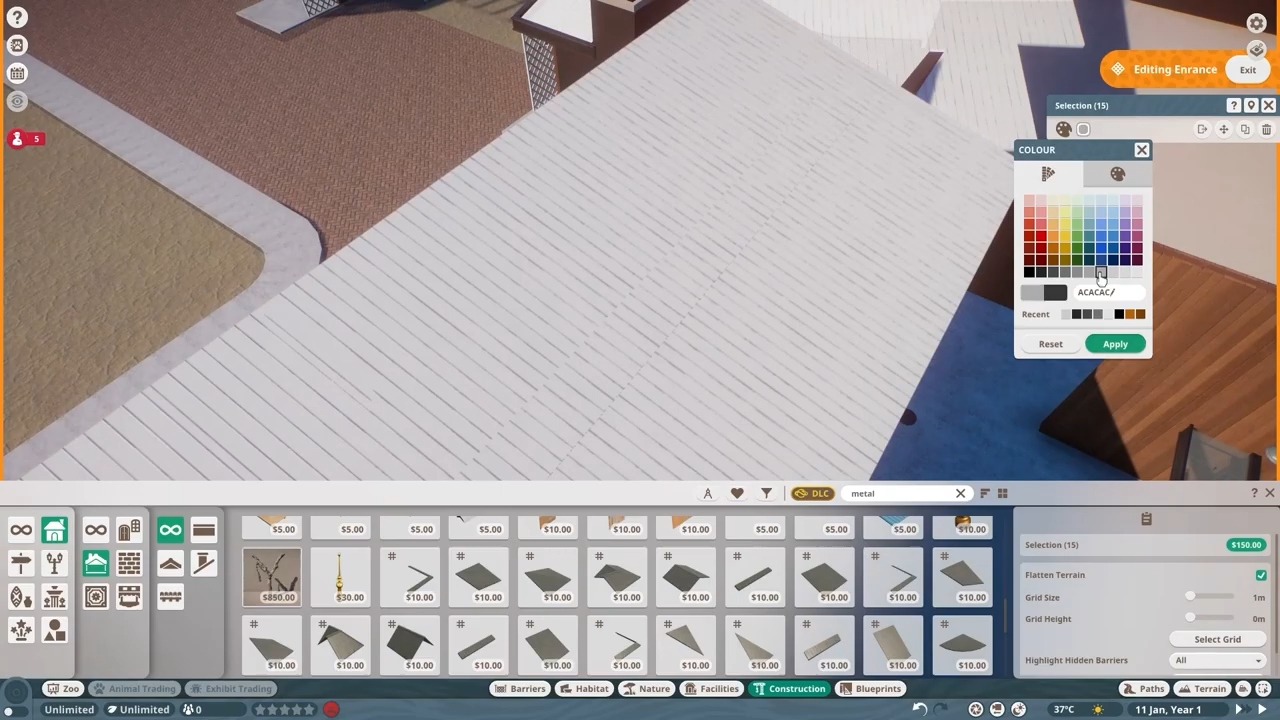 ?
Editing Enrance
Exit
Selection (15)
?
5
COLOUR
ACACAC
Recent
Reset
Apply
DLC
metal
?
$5.00 $5.00 $5.00 $5.00 $5.00 $5.00 $5.00 $5.00 $5.00 $5.00 $10.00
$850.00 $30.00 $10.00 $10.00 $10.00 $10.00 $10.00 $10.00 $10.00 $10.00 $10.00
$10.00 $10.00 $10.00 $10.00 $10.00 $10.00 $10.00 $10.00 $10.00 $10.00 $10.00
Selection (15) $150.00
Flatten Terrain
Grid Size 1m
Grid Height 0m
Select Grid
Highlight Hidden Barriers All
Zoo Animal Trading Exhibit Trading Barriers Habitat Nature Facilities Construction Blueprints Paths Terrain
Unlimited Unlimited 0 37°C 11 Jan, Year 1